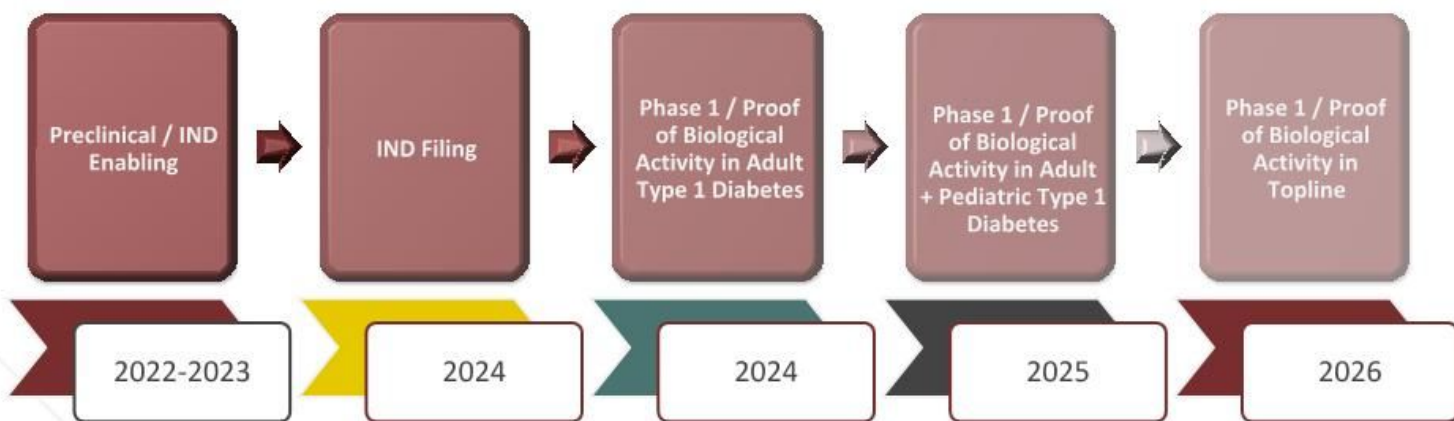 Preclinical / IND
Enabling
IND Filing
Phase 1 / Proof
of Biological
Activity in Adult
Type 1 Diabetes
Phase 1 / Proof
of Biological
Activity in Adult
+ Pediatric Type 1
Diabetes
Phase 1 / Proof
of Biological
Activity in
Topline
2022-2023
2024
2024
2025
2026